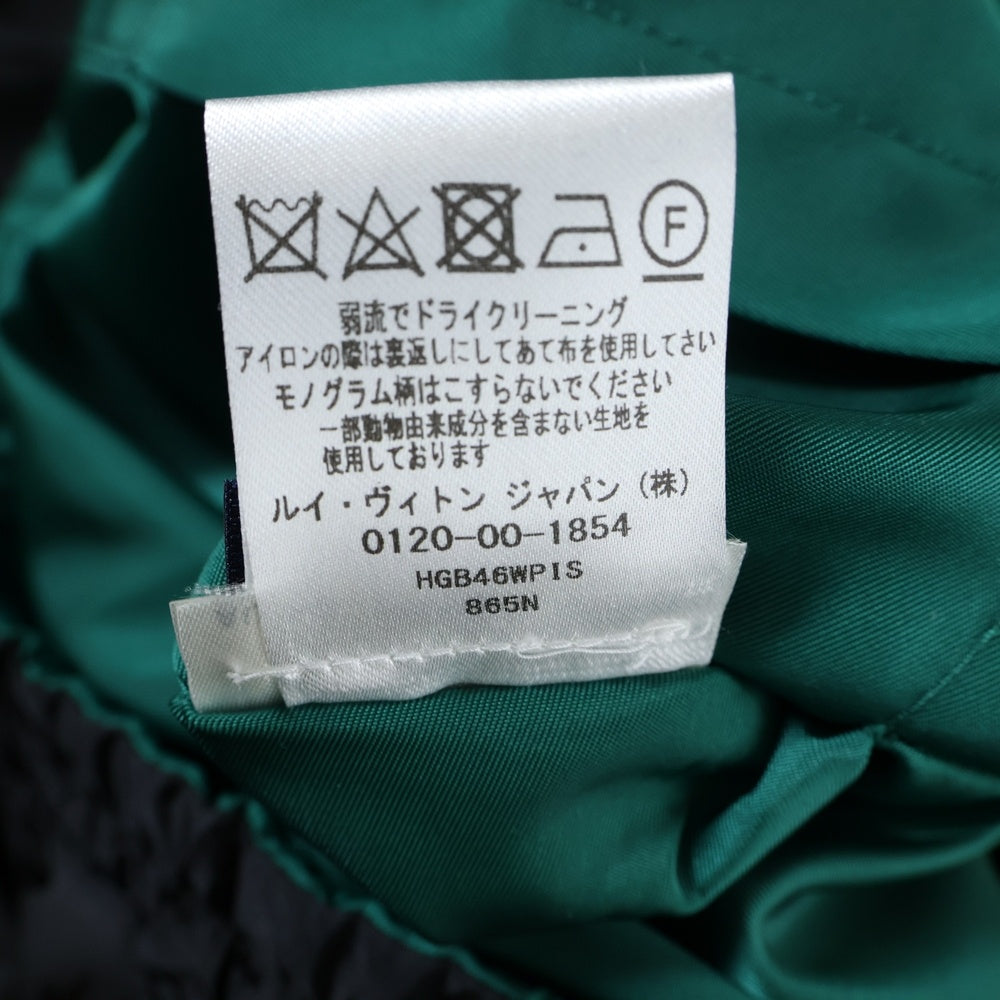 F
弱流でドライクリーニング
アイロンの際は裏返しにしてあて布を使用して下さい
モノグラム柄はこすらないでください
一部動物由来成分を含まない生地を
使用しております
ルイ・ヴィトン ジャパン (株)
0120-00-1854
HGB46WPIS
865N